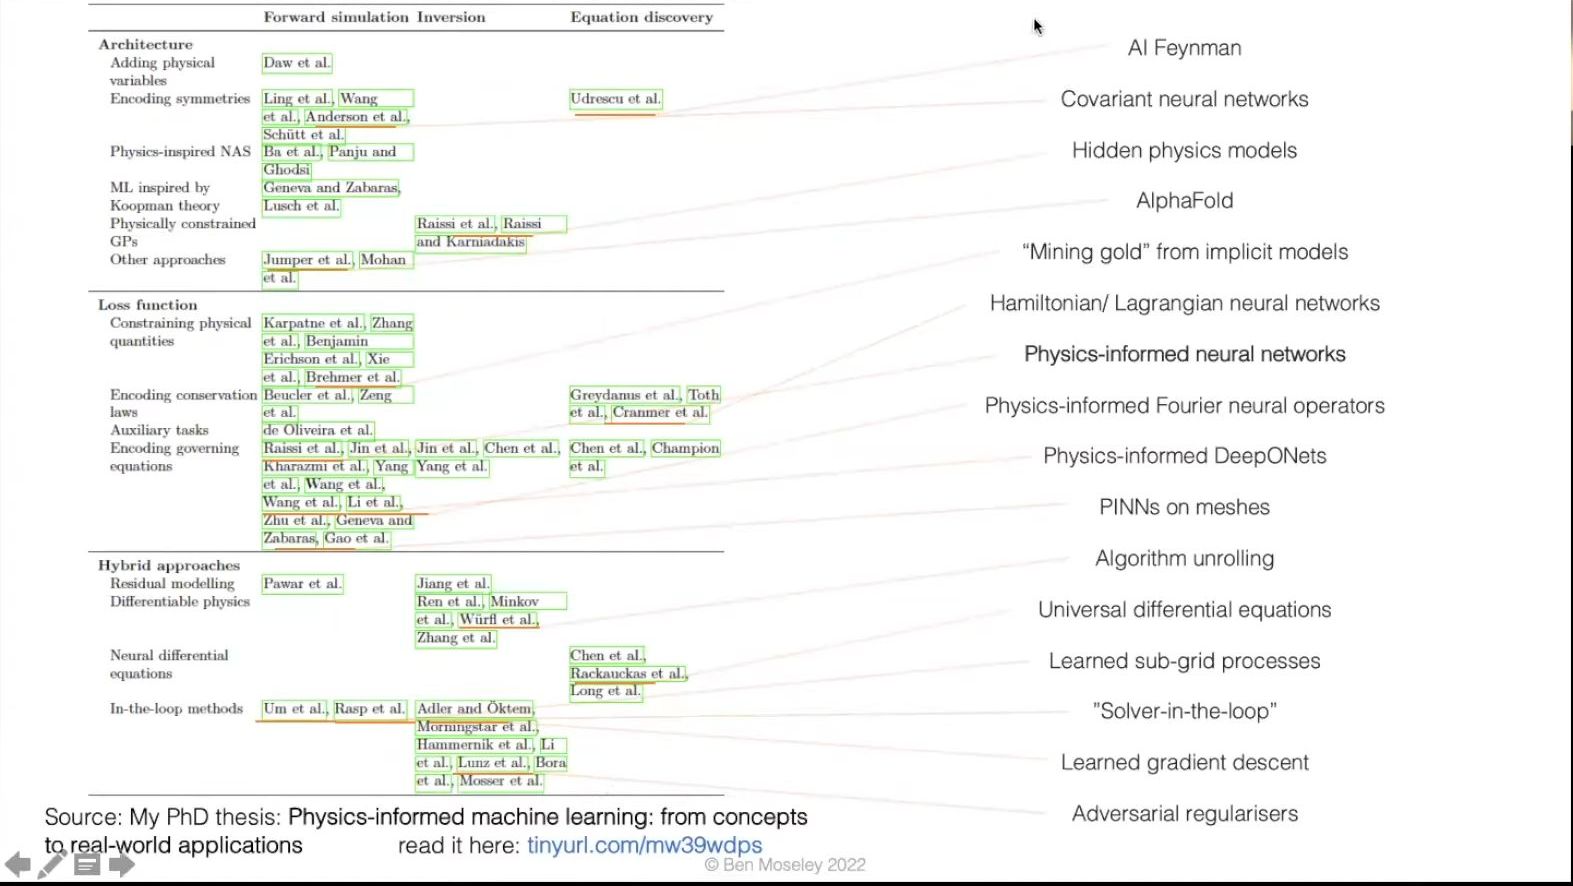 Forward simulation Inversion Equation discovery
Architecture
Adding physical Daw et al.
variables
Encoding symmetries Ling et al., Wang Udrescu et al.
et al., Anderson et al.,
Schütt et al.
Physics-inspired NAS Ba et al., Panju and
Ghodsi
ML inspired by Geneva and Zabaras,
Koopman theory Lusch et al.
Physically constrained Raissi et al., Raissi
GPs and Karniadakis
Other approaches Jumper et al., Mohan
et al.
Loss function
Constraining physical Karpatne et al., Zhang
quantities et al., Benjamin
Erichson et al., Xie
et al., Brehmer et al.
Encoding conservation Beucler et al., Zeng Greydanus et al., Toth
laws et al. et al., Cranmer et al.
Auxiliary tasks de Oliveira et al.
Encoding governing Raissi et al., Jin et al., Jin et al., Chen et al., Chen et al., Champion
equations Kharazmi et al., Yang Yang et al. et al.
et al., Wang et al.,
Wang et al., Li et al.,
Zhu et al., Geneva and
Zabaras, Gao et al.
Hybrid approaches
Residual modelling Pawar et al. Jiang et al.
Differentiable physics Ren et al., Minkov
et al., Würfl et al.,
Zhang et al.
Neural differential Chen et al.,
equations Rackauckas et al.,
Long et al.
In-the-loop methods Um et al., Rasp et al. Adler and Öktem,
Morningstar et al.,
Hammernik et al., Li
et al., Lunz et al., Bora
et al., Mosser et al.
AI Feynman
Covariant neural networks
Hidden physics models
AlphaFold
“Mining gold” from implicit models
Hamiltonian/ Lagrangian neural networks
Physics-informed neural networks
Physics-informed Fourier neural operators
Physics-informed DeepONets
PINNs on meshes
Algorithm unrolling
Universal differential equations
Learned sub-grid processes
”Solver-in-the-loop”
Learned gradient descent
Adversarial regularisers
Source: My PhD thesis: Physics-informed machine learning: from concepts
to real-world applications read it here: tinyurl.com/mw39wdps
© Ben Moseley 2022